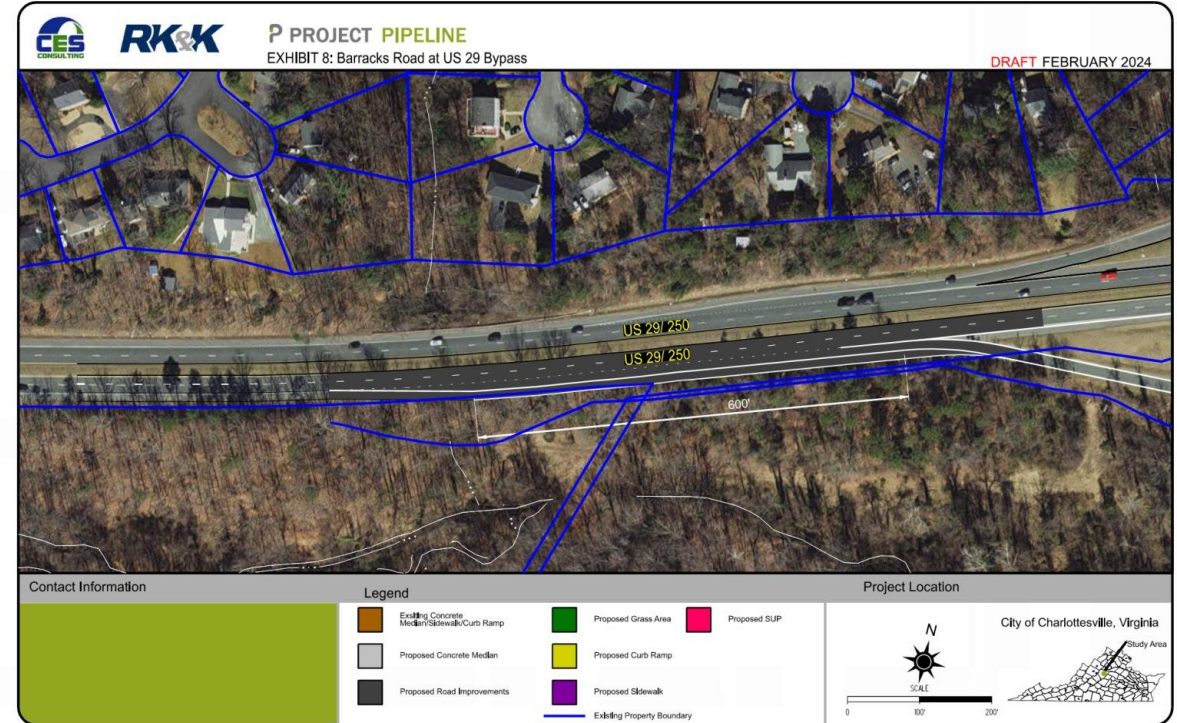 CES
CONSULTING
RK&K
PROJECT PIPELINE
EXHIBIT 8: Barracks Road at US 29 Bypass
DRAFT FEBRUARY 2024
US 29/ 250
US 29/ 250
600'
Contact Information
Legend
Exsiting Concrete
Median/Sidewalk/Curb Ramp
Proposed Concrete Median
Proposed Road Improvements
Proposed Grass Area
Proposed Curb Ramp
Proposed Sidewalk
Existing Property Boundary
Proposed SUP
Project Location
N
SCALE
0 100' 200'
City of Charlottesville, Virginia
Study Area